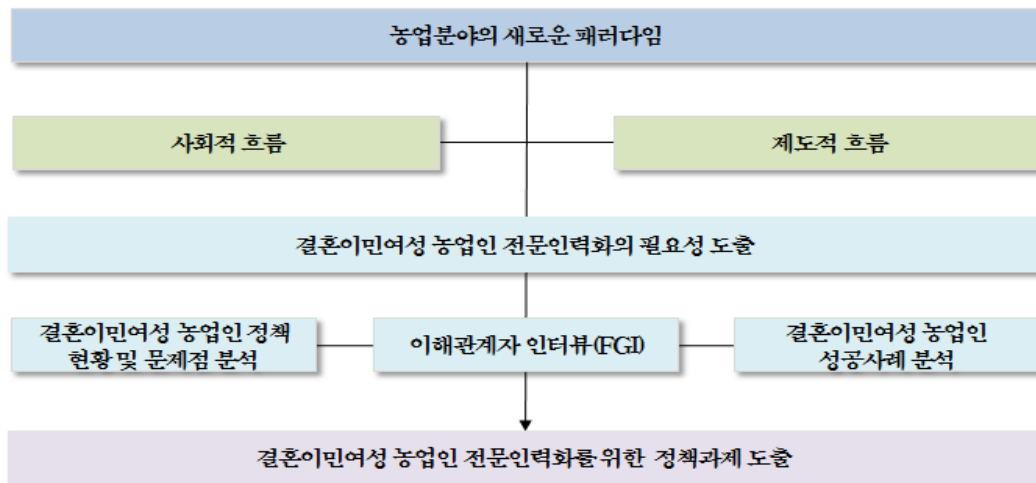 농업분야의 새로운 패러다임
사회적 흐름
제도적 흐름
결혼이민여성 농업인 전문인력화의 필요성 도출
결혼이민여성 농업인 정책
현황 및 문제점 분석
이해관계자 인터뷰(FGI)
결혼이민여성 농업인
성공사례 분석
결혼이민여성 농업인 전문인력화를 위한 정책과제 도출